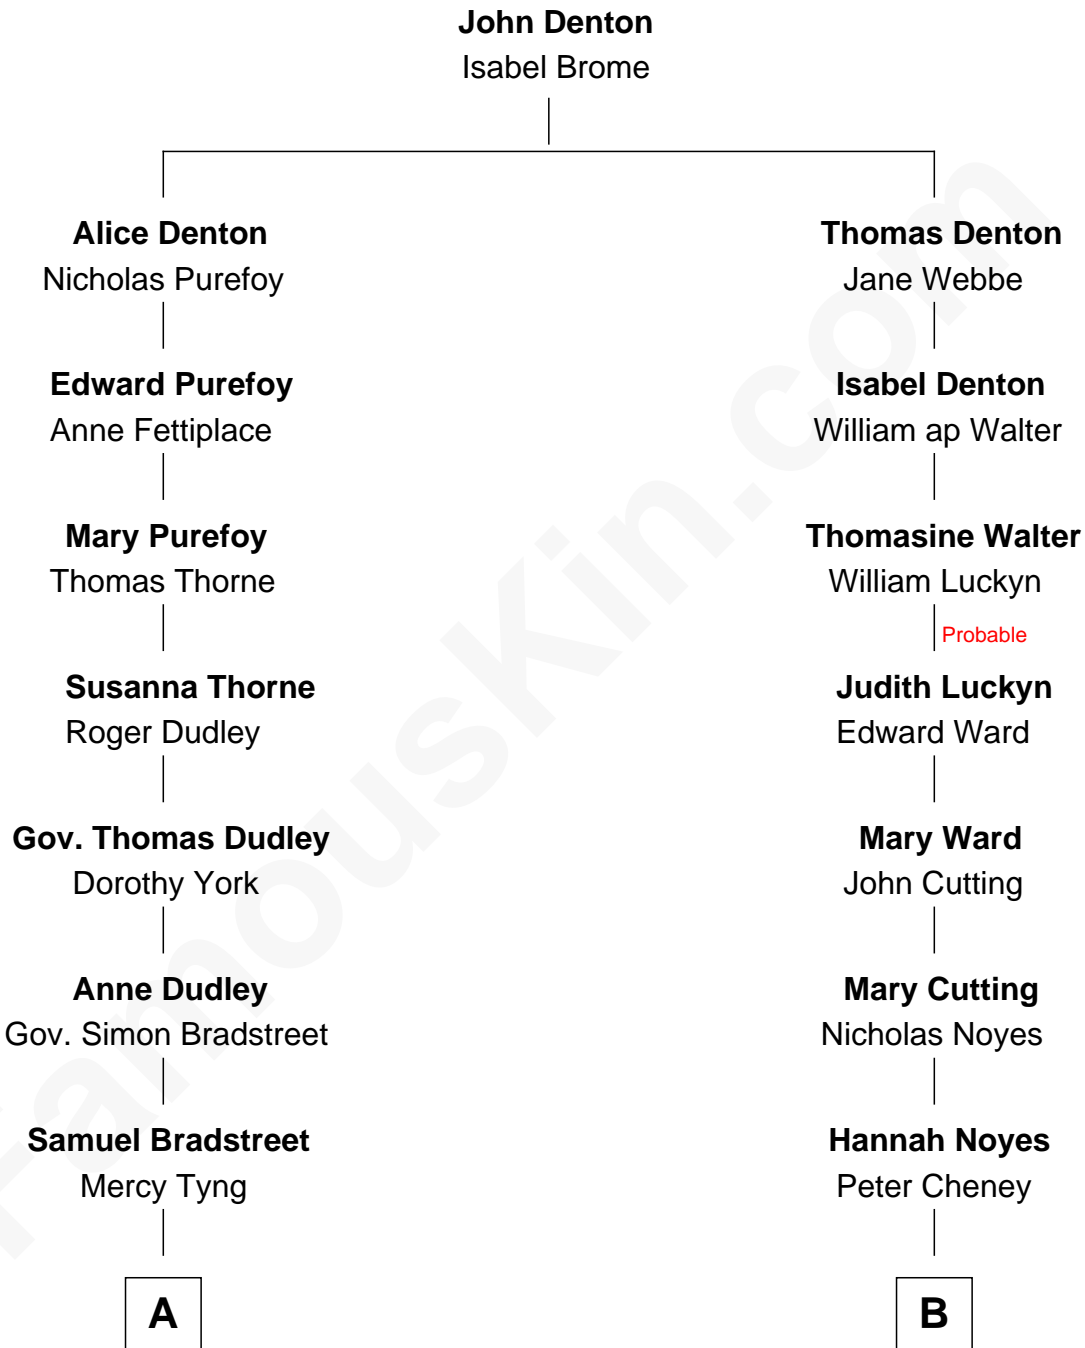 John Denton
Isabel Brome
Alice Denton
Nicholas Purefoy
Thomas Denton
Jane Webbe
Edward Purefoy
Anne Fettiplace
Isabel Denton
William ap Walter
Mary Purefoy
Thomas Thorne
Thomasine Walter
William Luckyn
Probable
Susanna Thorne
Roger Dudley
Judith Luckyn
Edward Ward
Gov. Thomas Dudley
Dorothy York
Mary Ward
John Cutting
Anne Dudley
Gov. Simon Bradstreet
Mary Cutting
Nicholas Noyes
Samuel Bradstreet
Mercy Tyng
Hannah Noyes
Peter Cheney
A
B
FamousKin.com